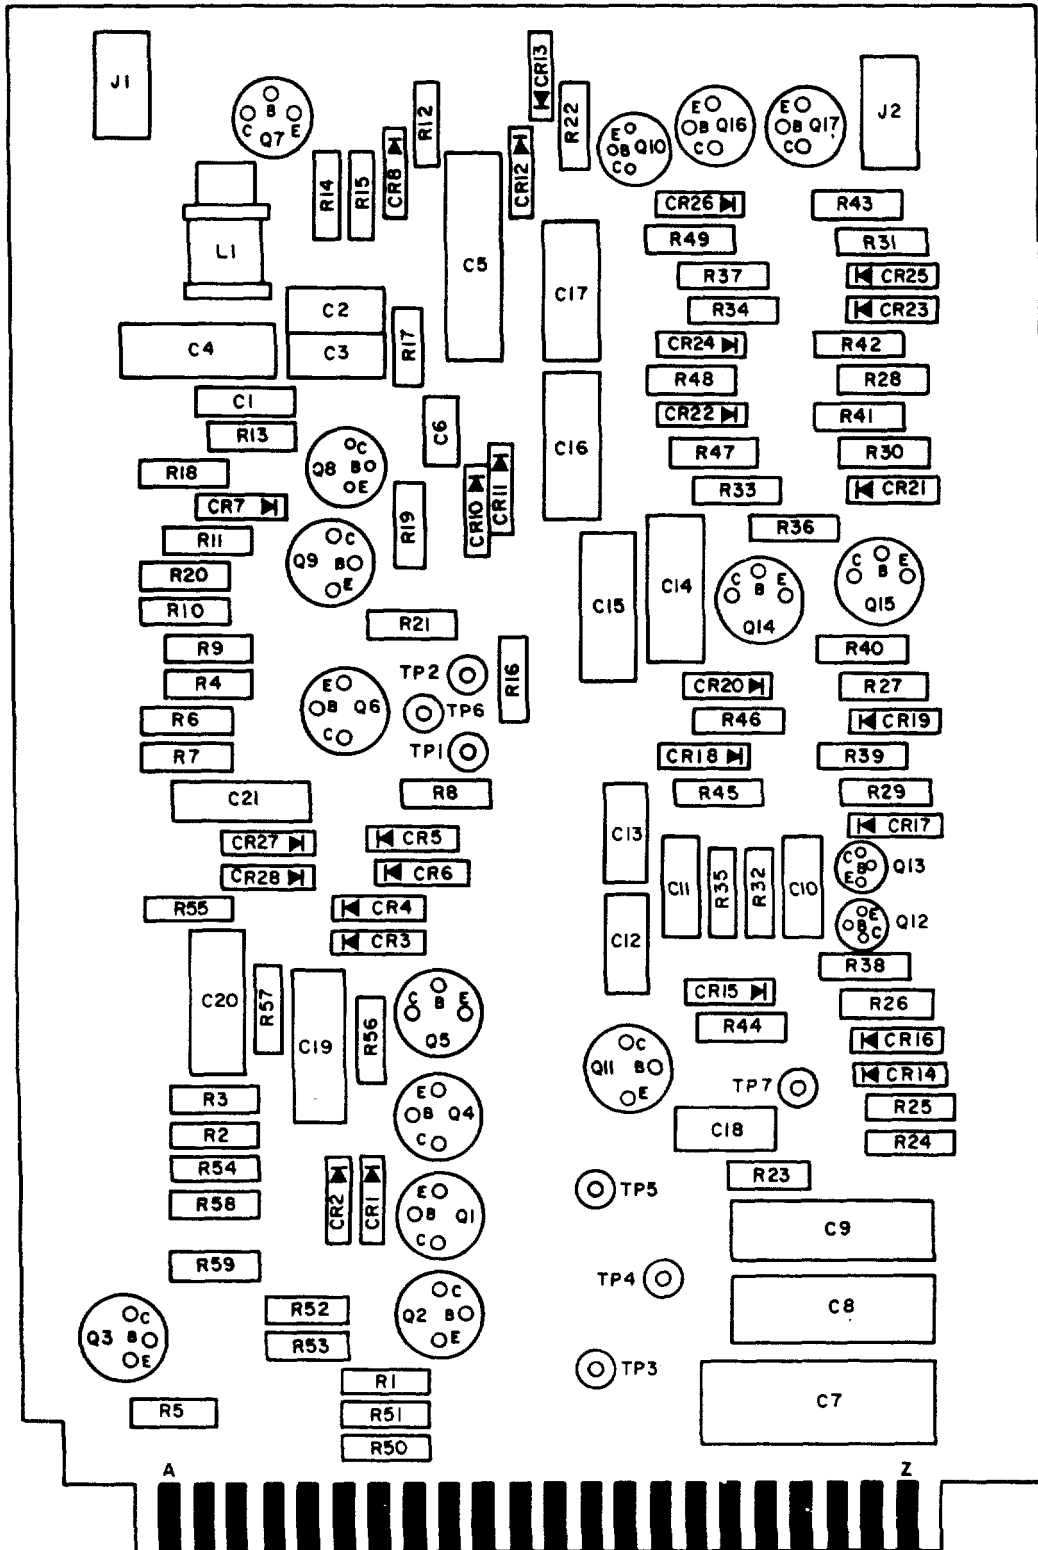 J1
CR13
J2
B
C E
Q7
R12
R22
E
B Q16
C
E
B Q17
C
E
B Q10
C
CR8
CR12
R14
R15
CR26
R43
L1
C5
C17
R49
R31
R37
CR25
C2
R34
CR23
C4
C3
R17
CR24
R42
R48
R28
C1
C6
C16
CR22
R41
R13
Q8
C
B
E
R47
R30
R18
CR10
CR11
R33
CR21
CR7
R19
R11
Q9
C
B
E
R36
C15
C14
C B E
Q14
C B E
Q15
R20
R10
R21
R9
R16
R40
R4
TP2
CR20
R27
E
B Q6
C
TP6
R6
R46
CR19
R7
TP1
CR18
R39
C21
R8
R45
R29
C13
CR27
CR5
CR17
CR28
CR6
C11
R35
R32
C10
C
B
E
Q13
R55
CR4
E
B
C
Q12
CR3
C12
R38
C20
R57
C19
R56
C B E
Q5
CR15
R26
R44
CR16
Q11
C
B
E
CR14
R3
E
B Q4
C
TP7
R25
R2
C18
R24
R54
CR2
CR1
R23
R58
E
B Q1
C
TP5
C9
R59
TP4
R52
Q2
C
B
E
C8
Q3
C
B
E
R53
R1
TP3
R5
R51
C7
R50
A Z